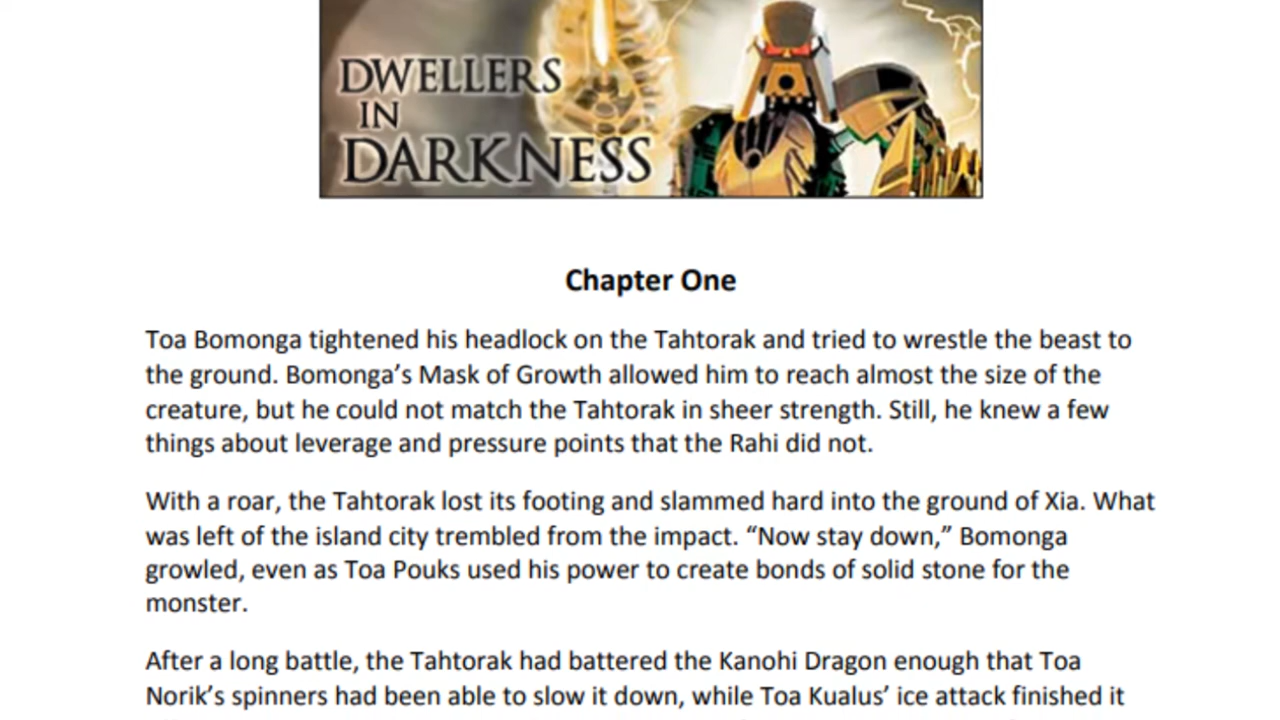 DWELLERS
IN
DARKNESS
Chapter One
Toa Bomonga tightened his headlock on the Tahtorak and tried to wrestle the beast to
the ground. Bomonga’s Mask of Growth allowed him to reach almost the size of the
creature, but he could not match the Tahtorak in sheer strength. Still, he knew a few
things about leverage and pressure points that the Rahi did not.
With a roar, the Tahtorak lost its footing and slammed hard into the ground of Xia. What
was left of the island city trembled from the impact. “Now stay down,” Bomonga
growled, even as Toa Pouks used his power to create bonds of solid stone for the
monster.
After a long battle, the Tahtorak had battered the Kanohi Dragon enough that Toa
Norik’s spinners had been able to slow it down, while Toa Kualus’ ice attack finished it